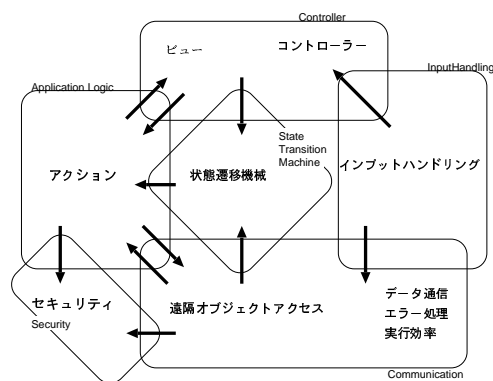 Controller
ビュー
コントローラー
InputHandling
Application Logic
State
Transition
Machine
アクション
状態遷移機械
インプットハンドリング
セキュリティ
Security
遠隔オブジェクトアクセス
データ通信
エラー処理
実行効率
Communication